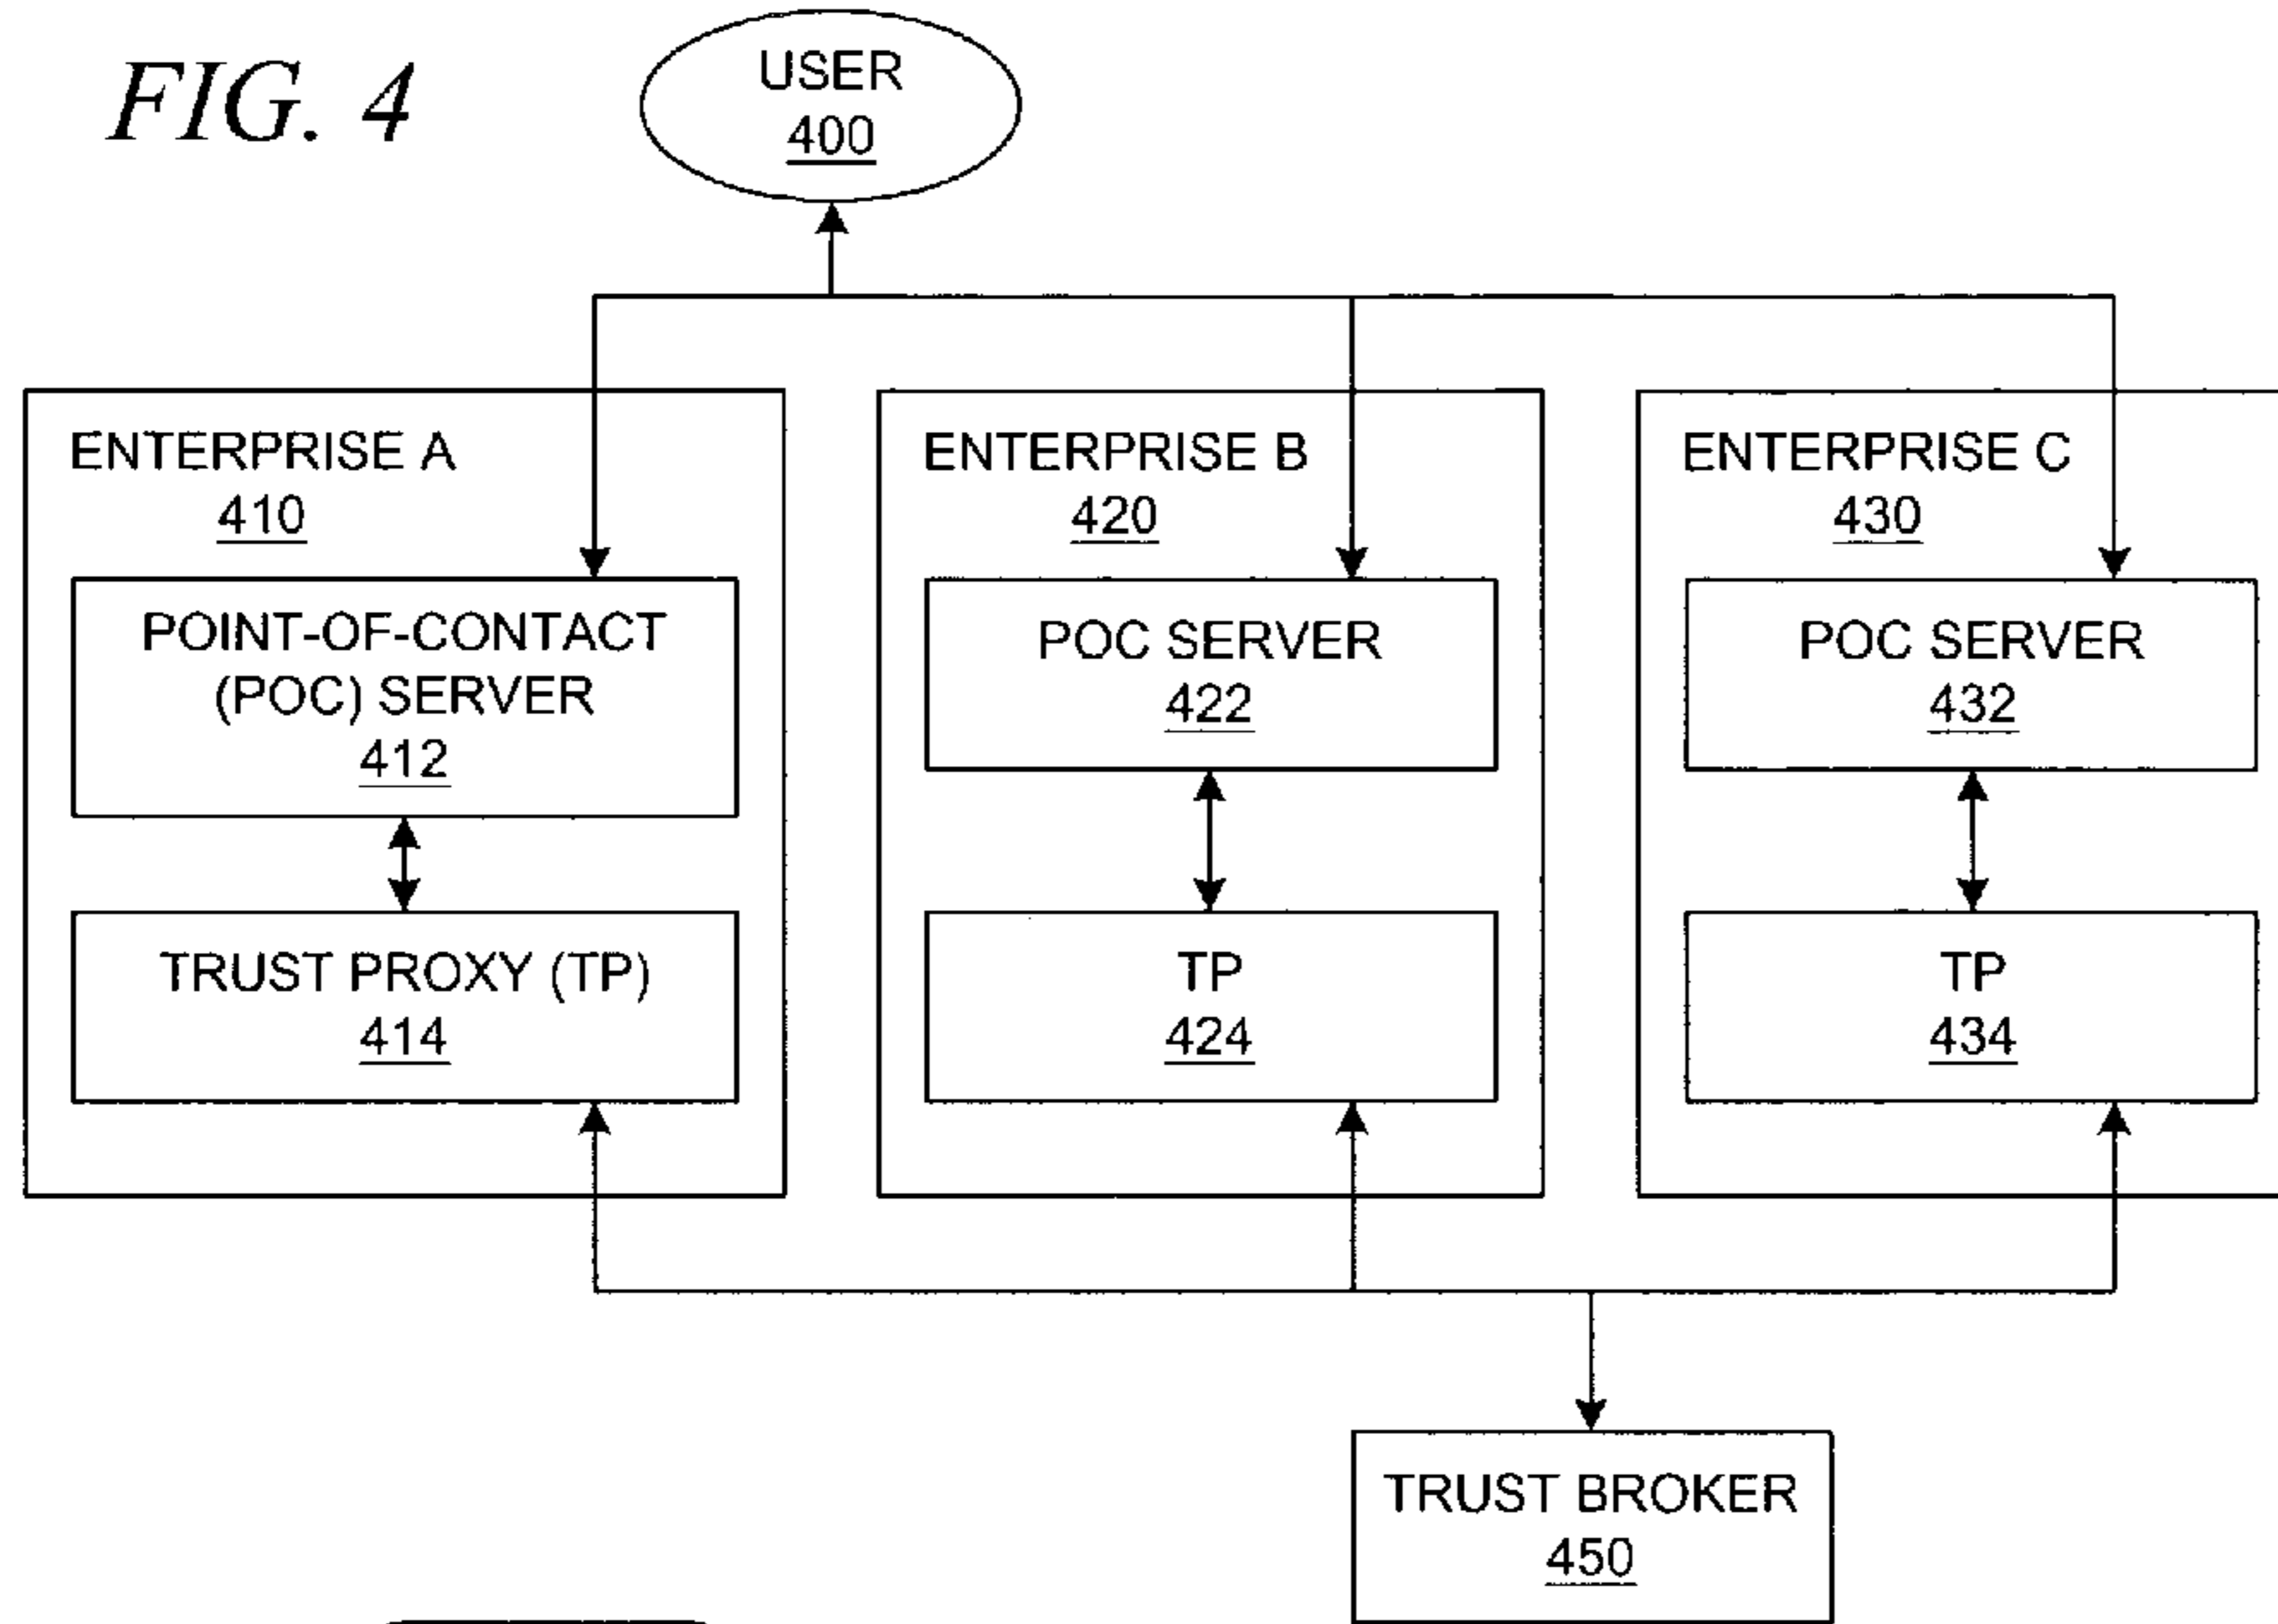 FIG. 4
USER
400
ENTERPRISE A
410
POINT-OF-CONTACT
(POC) SERVER
412
TRUST PROXY (TP)
414
ENTERPRISE B
420
POC SERVER
422
TP
424
ENTERPRISE C
430
POC SERVER
432
TP
434
TRUST BROKER
450